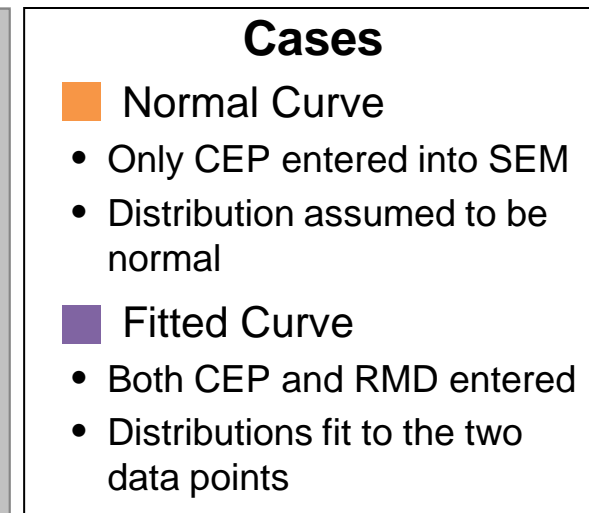 Cases
Normal Curve
• Only CEP entered into SEM
• Distribution assumed to be
normal
Fitted Curve
• Both CEP and RMD entered
• Distributions fit to the two
data points